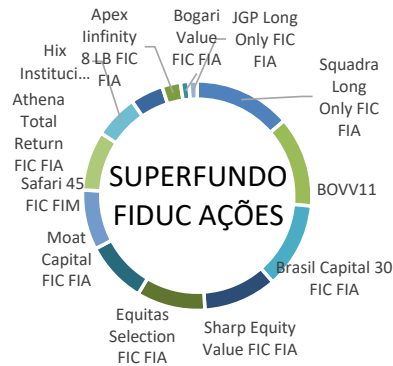 Apex
Iinfinity
8 LB FIC
FIA
Bogari
Value
FIC FIA
JGP Long
Only FIC
FIA
Squadra
Long
Only FIC
FIA
BOVV11
Brasil Capital 30
FIC FIA
Sharp Equity
Value FIC FIA
Equitas
Selection
FIC FIA
Moat
Capital
FIC FIA
Safari 45
FIC FIM
Athena
Total
Return
FIC FIA
Hix
Instituci...
FIA
SUPERFUNDO
FIDUC AÇÕES